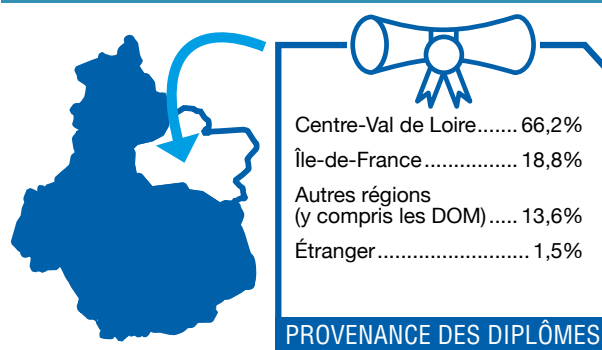 Centre-Val de Loire....... 66,2%
Île-de-France................. 18,8%
Autres régions
(y compris les DOM)..... 13,6%
Étranger........................... 1,5%
PROVENANCE DES DIPLÔMES